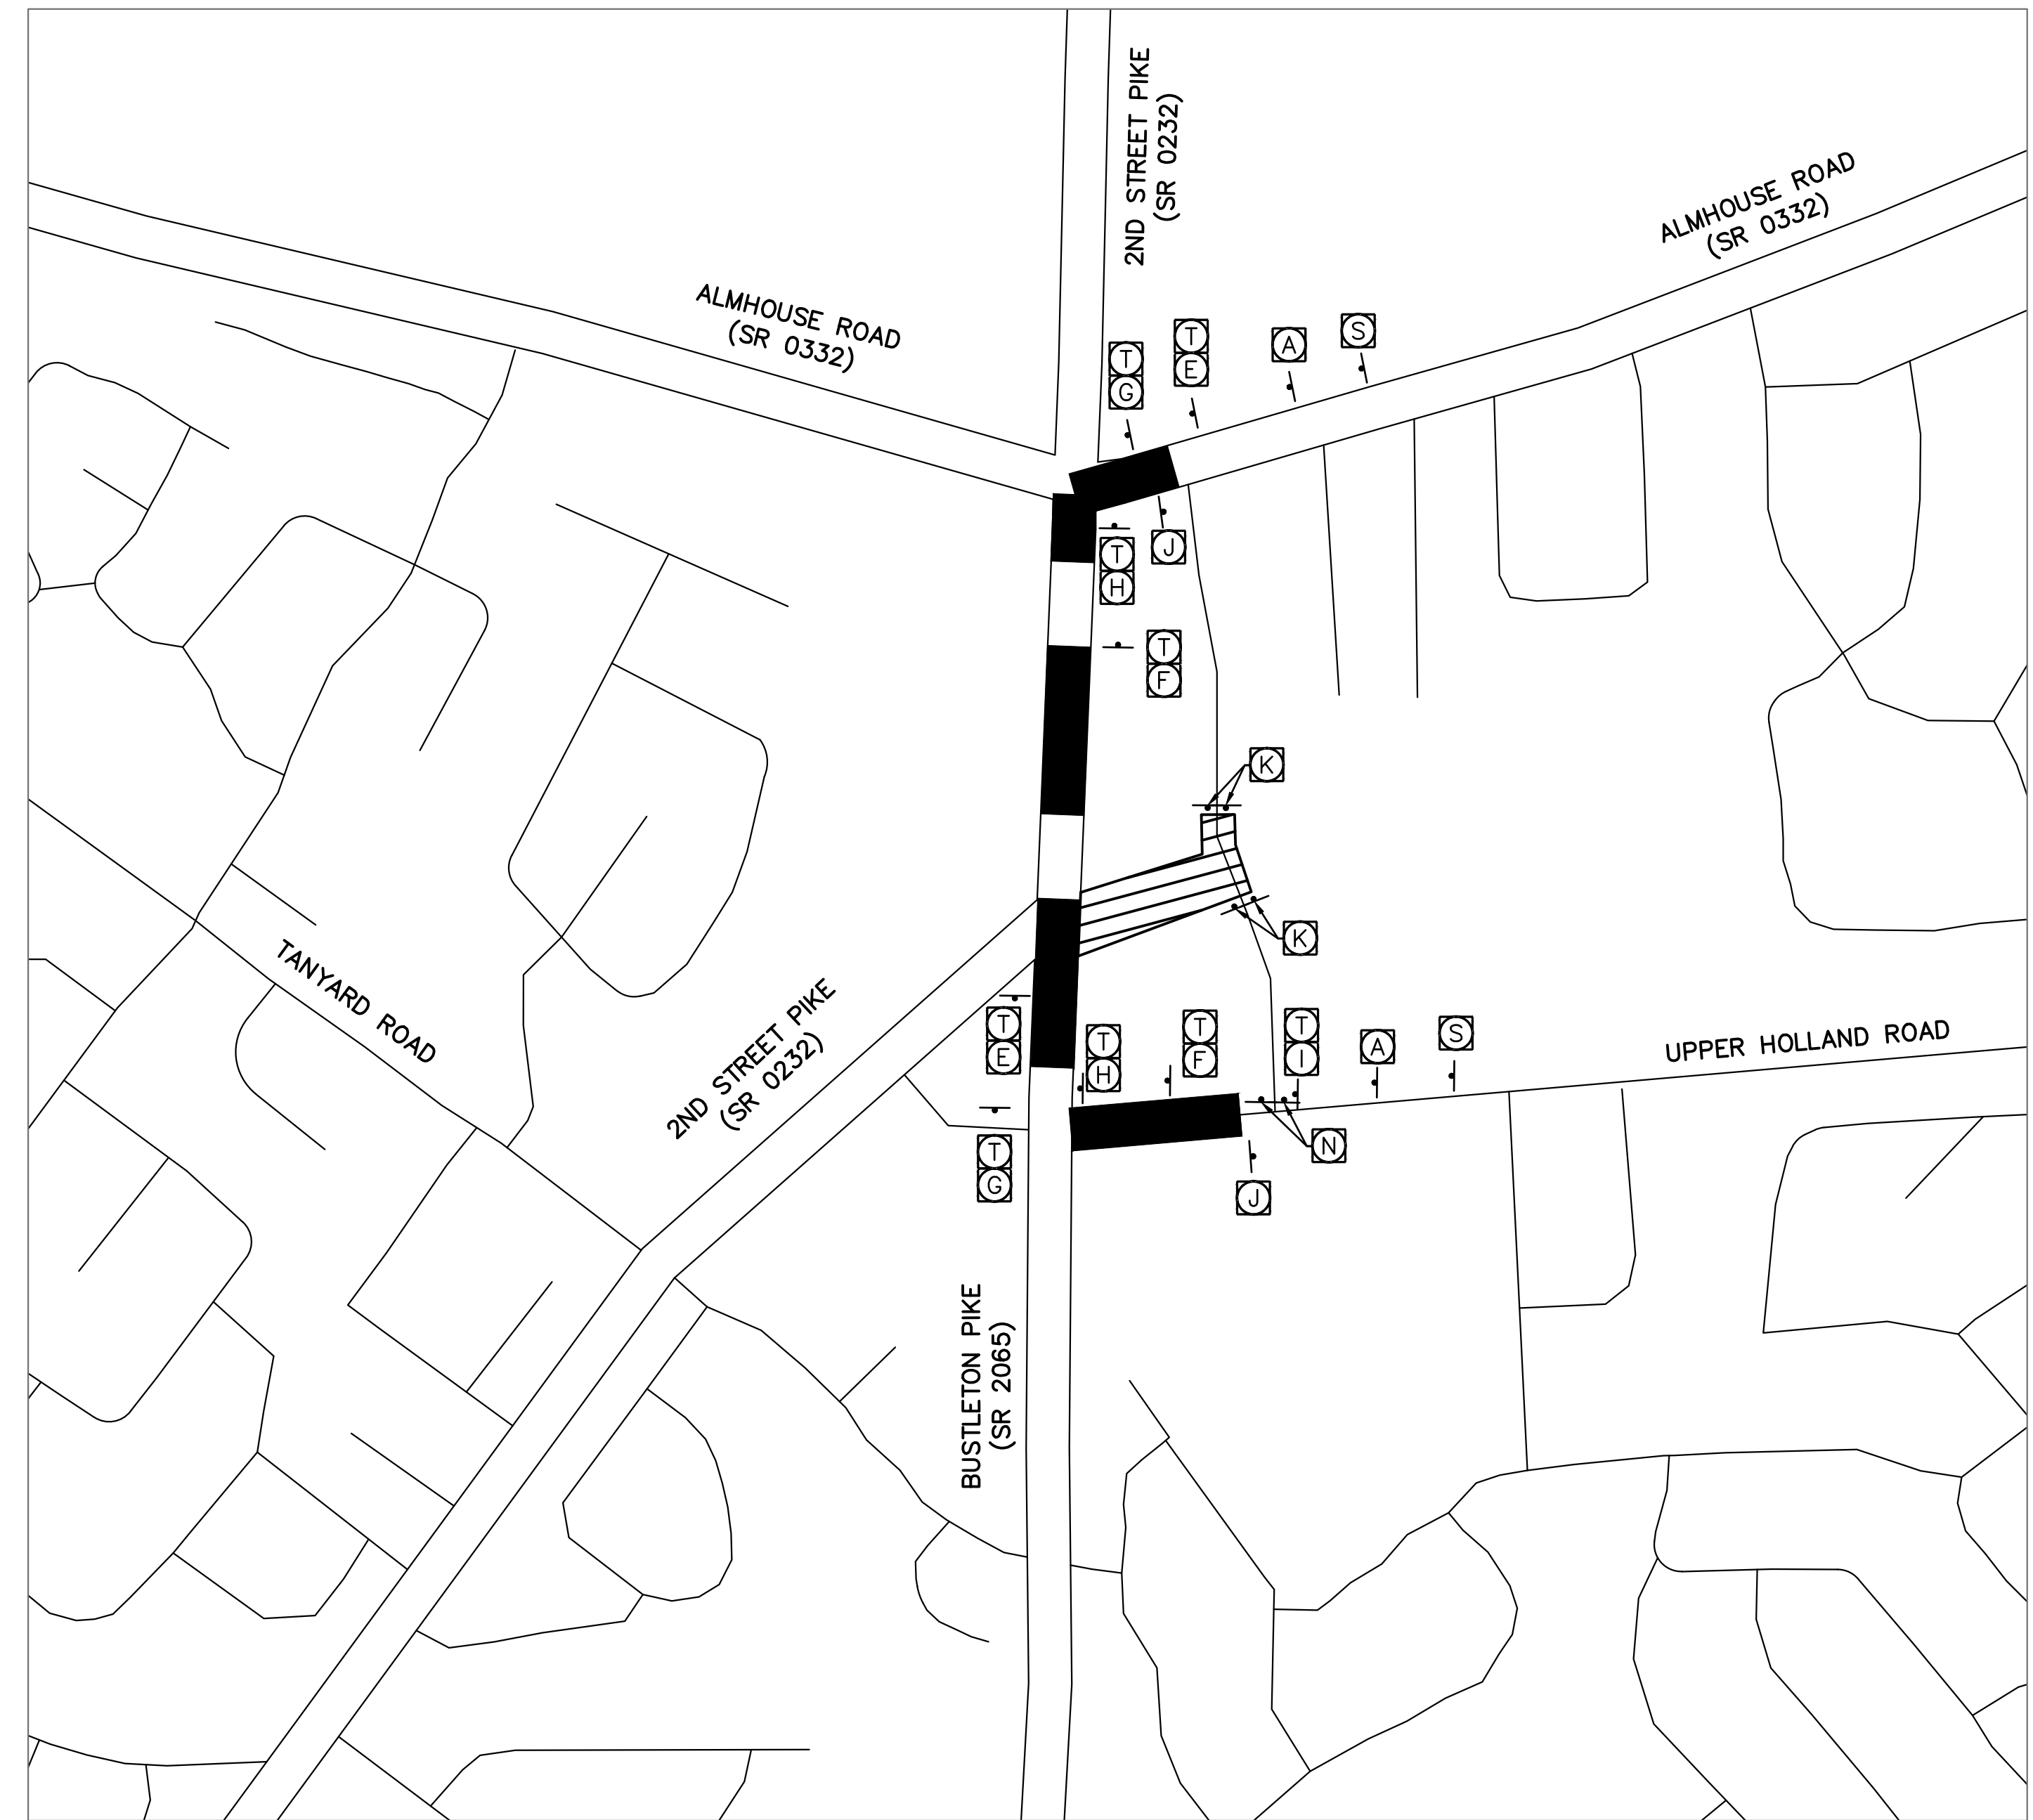 2ND STREET PIKE
(SR 0232)
ALMHOUSE ROAD
(SR 0332)
ALMHOUSE ROAD
(SR 0332)
T
G
T
E
A
S
J
T
H
T
F
K
K
TANYARD ROAD
2ND STREET PIKE
(SR 0232)
T
E
T
H
T
F
T
I
A
S
UPPER HOLLAND ROAD
T
G
N
J
BUSTLETON PIKE
(SR 2065)